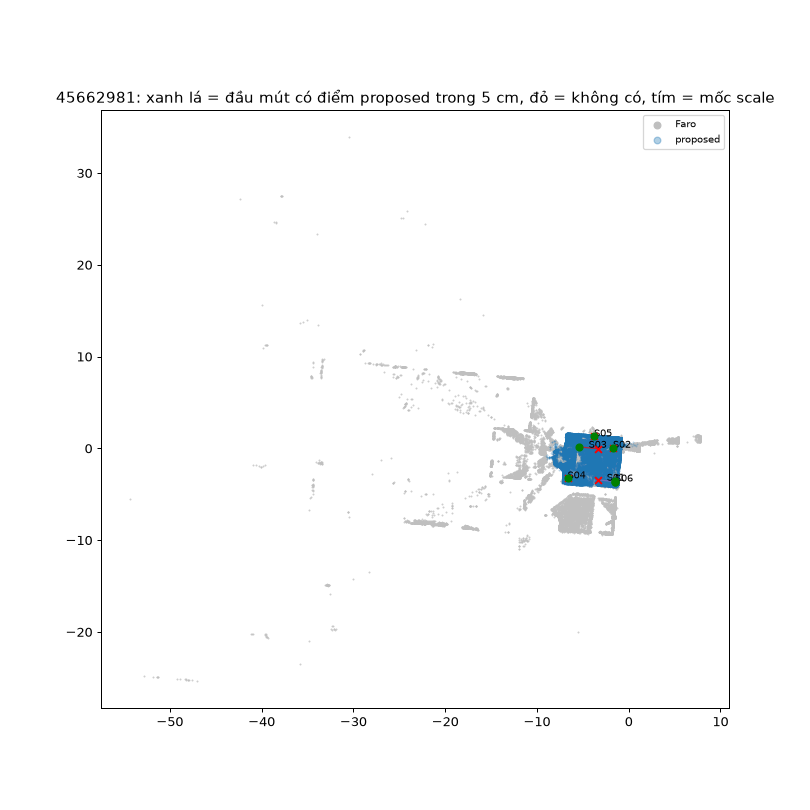 45662981: xanh lá = đầu mút có điểm proposed trong 5 cm, đỏ = không có, tím = mốc scale
Faro
proposed
30
20
10
0
−10
−20
S05
S03 S02
S04
S06
−50
−40
−30
−20
−10
0
10